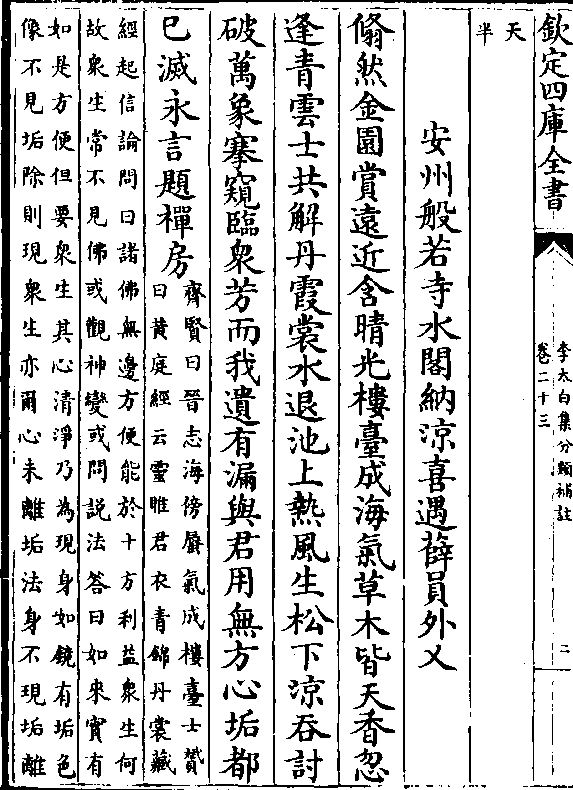 欽定四庫全書
李太白集分類補註
卷二十三
二
天
半
安州般若寺水閣納涼喜遇薛員外乂
翛然金園賞遠近含晴光樓臺成海氣草木皆天香忽
逢青雲士共解丹霞裳水退池上熱風生松下涼吞討
破萬象搴窺臨衆芳而我遺有漏與君用無方心垢都
已滅永言題禪房
齊賢曰晉志海傍蜃氣成樓臺士贇
曰黃庭經云靈雎君衣青錦丹裳藏
經起信論問曰諸佛無邊方便能於十方利益衆生何
故衆生常不見佛或觀神變或問説法答曰如來實有
如是方便但要衆生其心清淨乃為現身如鏡有垢色
像不見垢除則現衆生亦爾心未離垢法身不現垢離